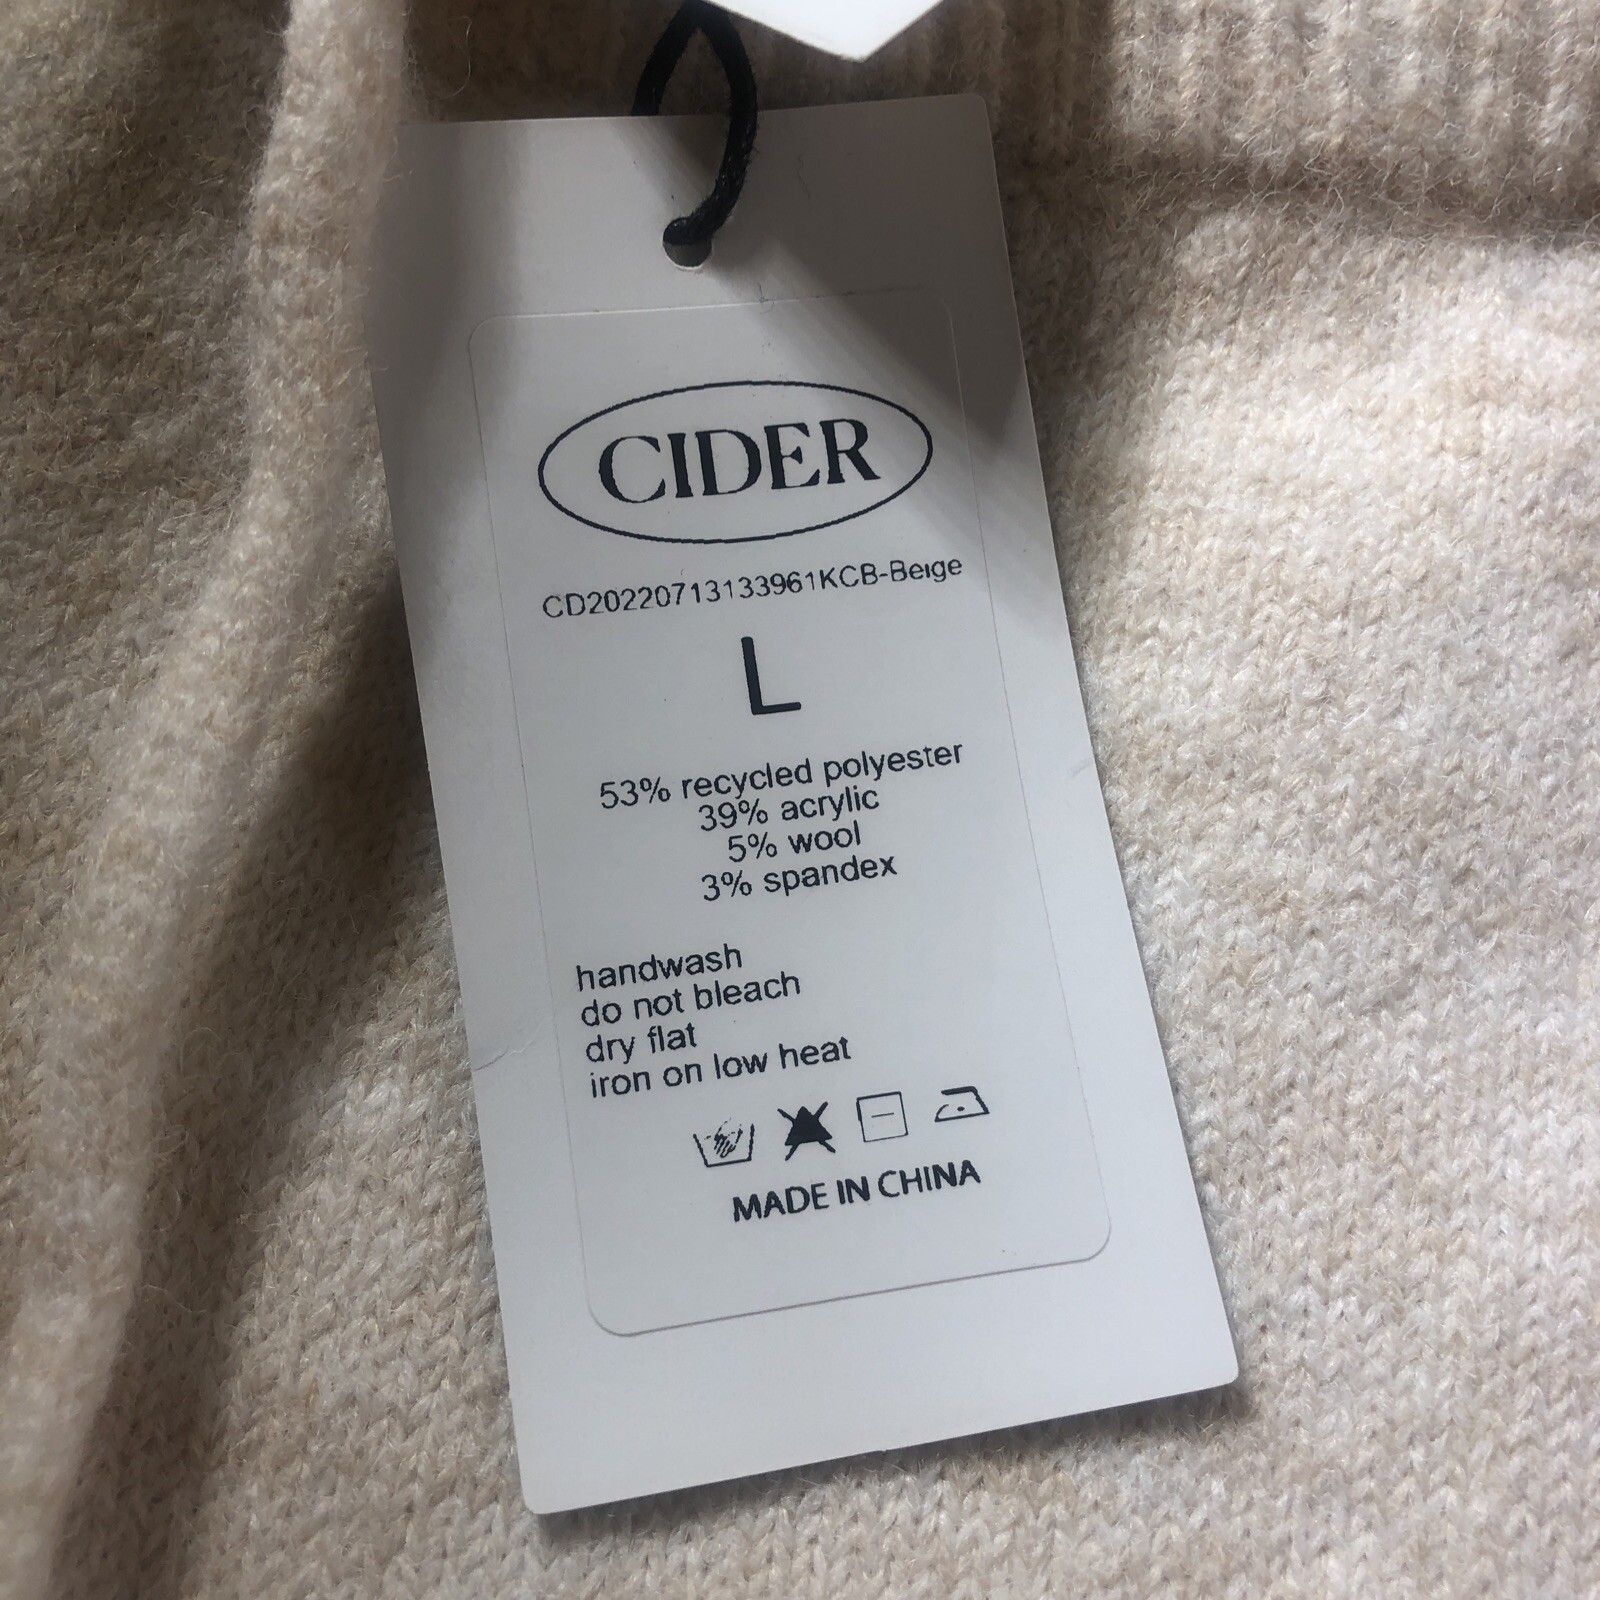 CIDER
CD20220713133961KCB-Beige
L
53% recycled polyester
39% acrylic
5% wool
3% spandex
handwash
do not bleach
dry flat
iron on low heat
MADE IN CHINA